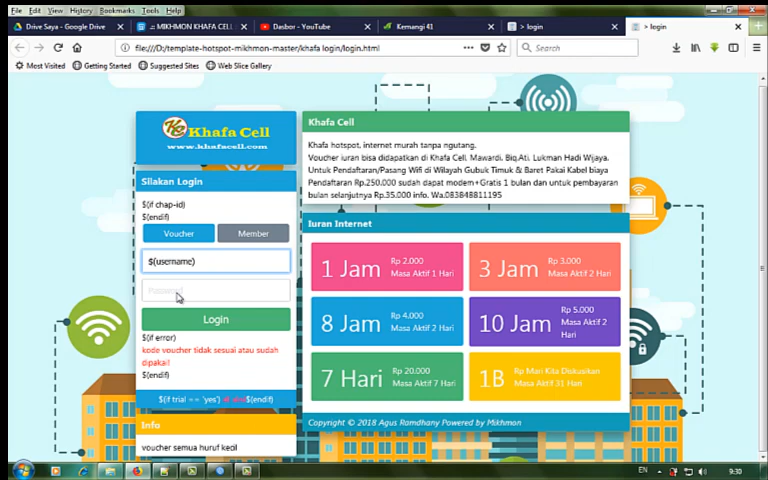 File Edit View History Bookmarks Tools Help
Drive Saya - Google Drive
.:: MIKHMON KHAFA CELL
Dasbor - YouTube
Kemangi 41
> login
> login
file:///D:/template-hotspot-mikhmon-master/khafa login/login.html
Search
Most Visited Getting Started Suggested Sites Web Slice Gallery
Khafa Cell
www.khafacell.com
Silakan Login
$(if chap-id)
$(endif)
Voucher
Member
$(username)
Password
Login
$(if error)
kode voucher tidak sesuai atau sudah
dipakai!
$(endif)
$(if trial == 'yes') $(endif)
Info
voucher semua huruf kecil
Khafa Cell
Khafa hotspot, internet murah tanpa ngutang.
Voucher iuran bisa didapatkan di Khafa Cell, Mawardi, Biq.Ati, Lukman Hadi Wijaya.
Untuk Pendaftaran/Pasang Wifi di Wilayah Gubuk Timuk & Baret Pakai Kabel biaya
Pendaftaran Rp.250.000 sudah dapat modem+Gratis 1 bulan dan untuk pembayaran
bulan selanjutnya Rp.35.000 info. Wa.083848811195
Iuran Internet
1 Jam
Rp 2.000
Masa Aktif 1 Hari
3 Jam
Rp 3.000
Masa Aktif 2 Hari
8 Jam
Rp 4.000
Masa Aktif 2 Hari
10 Jam
Rp 5.000
Masa Aktif 2
Hari
7 Hari
Rp 20.000
Masa Aktif 7 Hari
1B
Rp Mari Kita Diskusikan
Masa Aktif 31 Hari
Copyright © 2018 Agus Ramdhany Powered by Mikhmon
EN
9:30